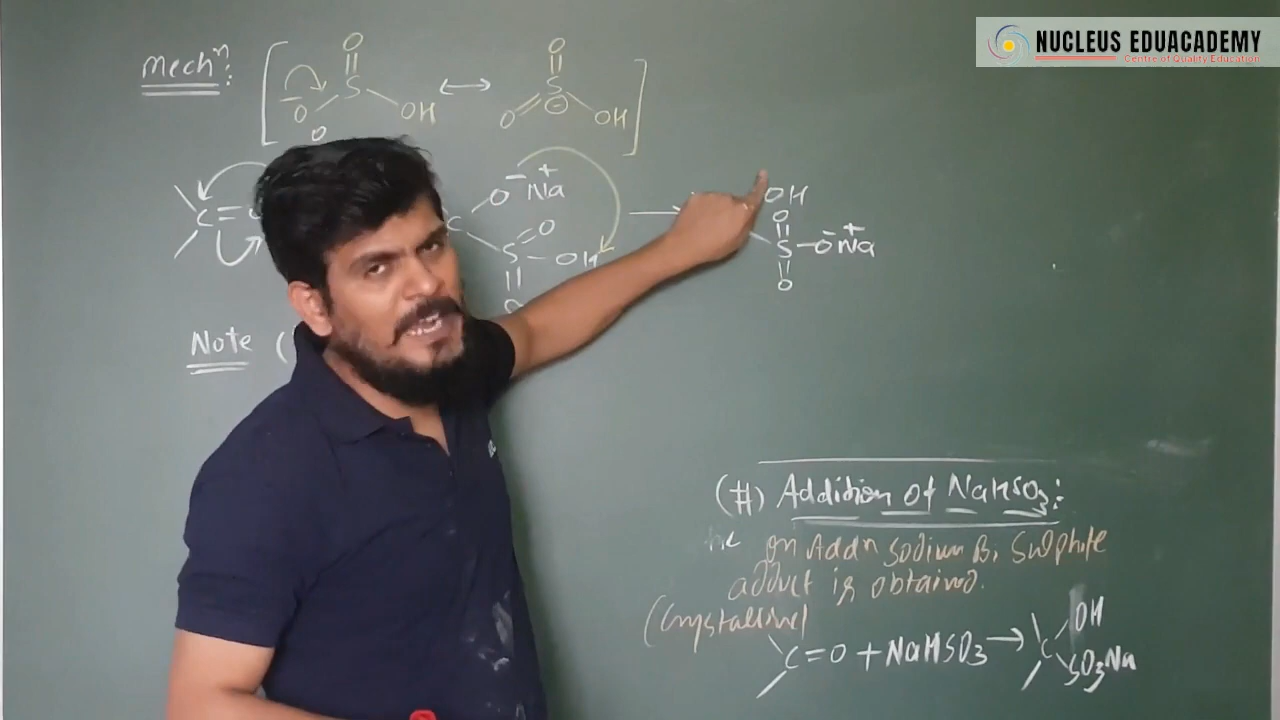 NUCLEUS EDUACADEMY
Centre of Quality Education
Mechⁿ:
O O
S S
O OH ↔ O ⊖ OH
C= C O⁻ Na⁺ → OH
S =O -OH
O
S -O⁻ Na⁺
O
Note (
(#) Addition of NaHSO₃:
on Addn sodium Bi Sulphite
adduct is obtained.
(Crystalline)
C=O + NaHSO₃ → C OH
SO₃Na